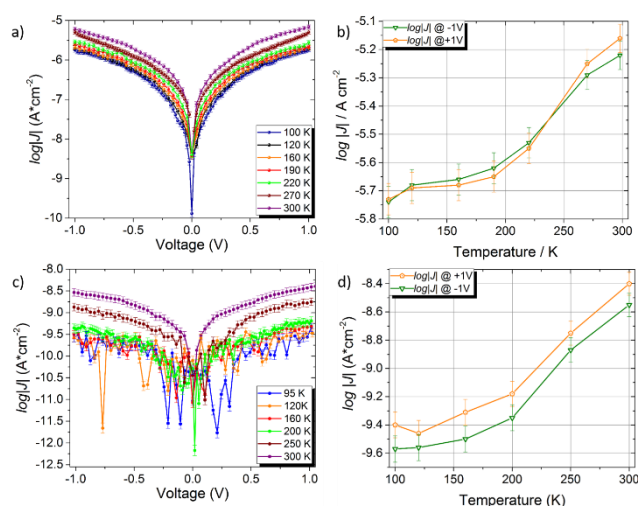 a)
log|J| (A*cm-2)
-5
-6
-7
-8
-9
-10
-1.0
-0.5
0.0
0.5
1.0
Voltage (V)
100 K
120 K
160 K
190 K
220 K
270 K
300 K
b)
log |J| / A cm-2
-5.1
-5.2
-5.3
-5.4
-5.5
-5.6
-5.7
-5.8
100
150
200
250
300
Temperature / K
log|J| @ -1V
log|J| @+1V
c)
log|J| (A*cm-2)
-8.0
-8.5
-9.0
-9.5
-10.0
-10.5
-11.0
-11.5
-12.0
-12.5
-1.0
-0.5
0.0
0.5
1.0
Voltage (V)
95 K
120K
160 K
200 K
250 K
300 K
d)
log |J| (A*cm-2)
-8.4
-8.6
-8.8
-9.0
-9.2
-9.4
-9.6
100
150
200
250
300
Temperature (K)
log|J| @ +1V
log|J| @ -1V